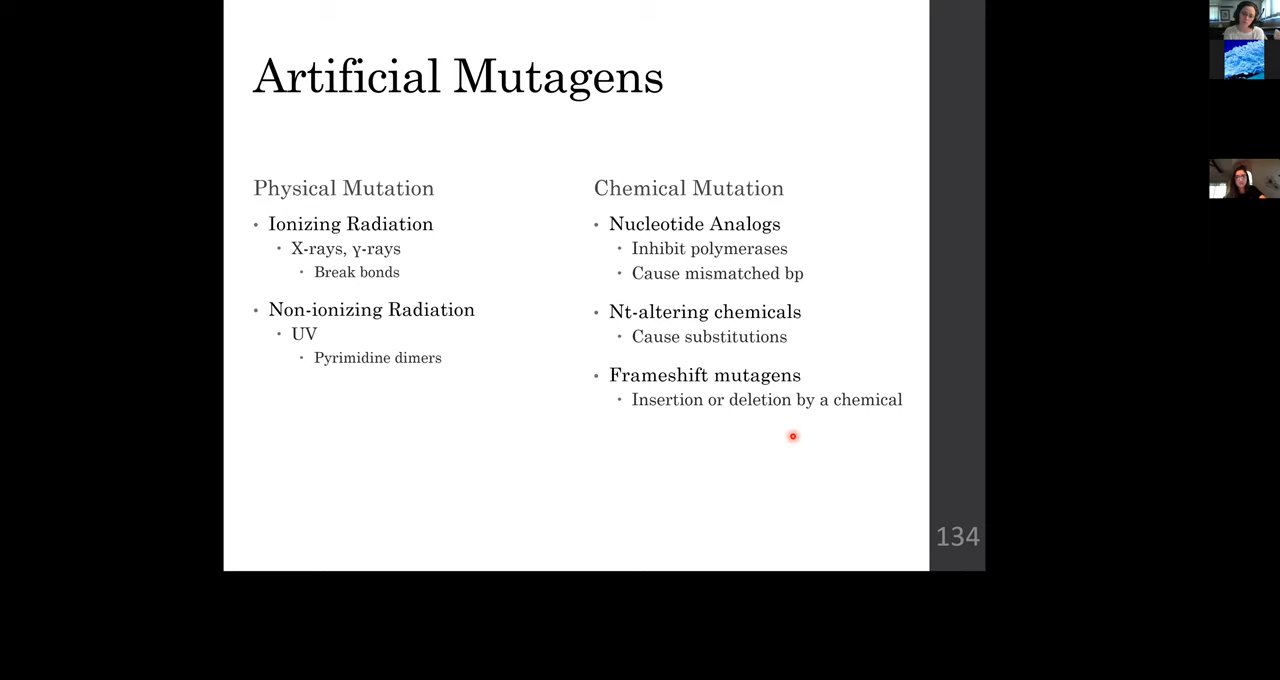 Artificial Mutagens
Physical Mutation
• Ionizing Radiation
• X-rays, γ-rays
• Break bonds
• Non-ionizing Radiation
• UV
• Pyrimidine dimers
Chemical Mutation
• Nucleotide Analogs
• Inhibit polymerases
• Cause mismatched bp
• Nt-altering chemicals
• Cause substitutions
• Frameshift mutagens
• Insertion or deletion by a chemical
134